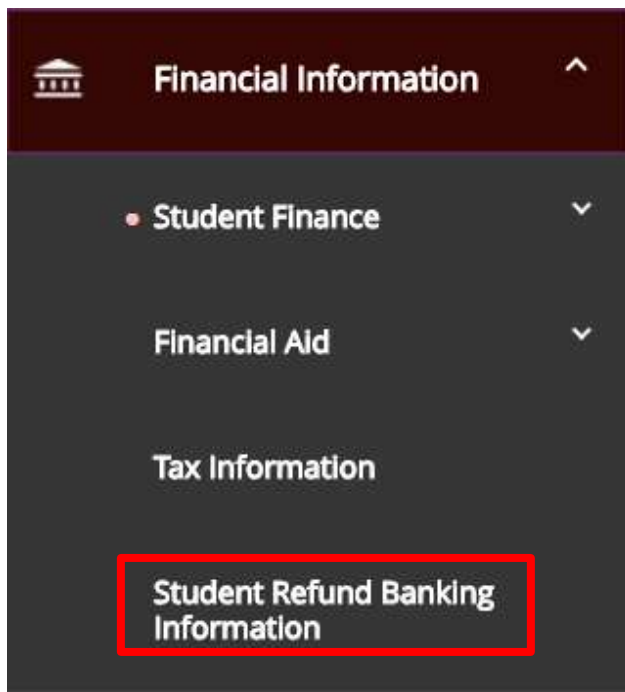 Financial Information
Student Finance
Financial Aid
Tax Information
Student Refund Banking
Information